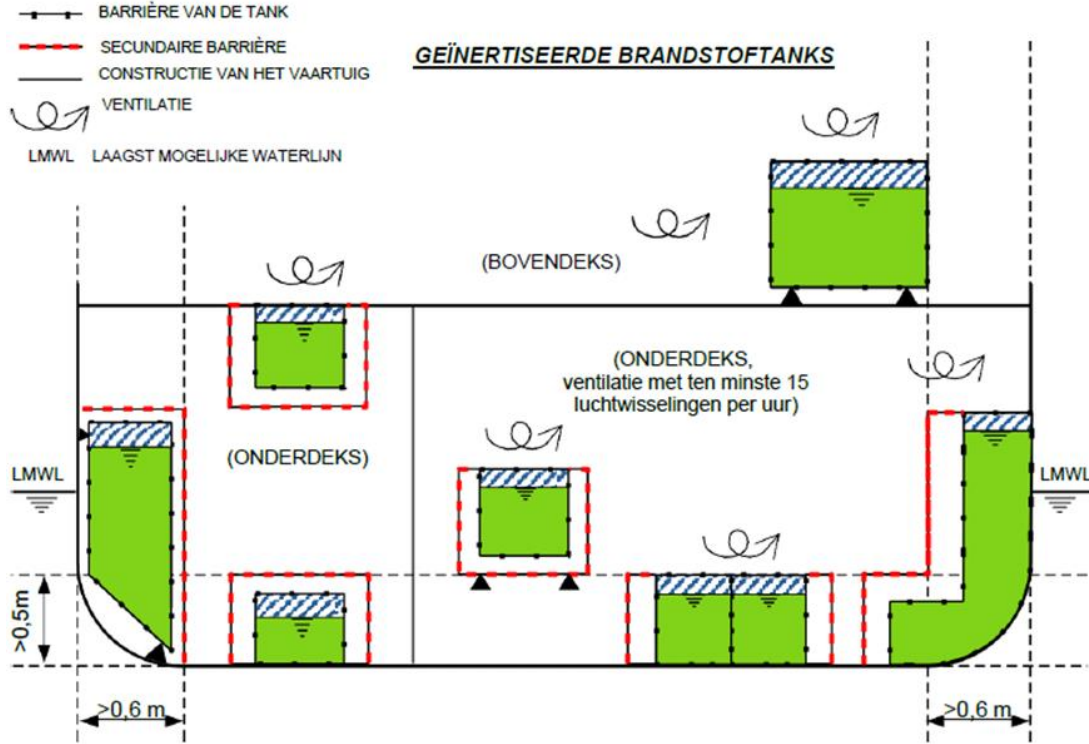 BARRIÈRE VAN DE TANK
SECUNDAIRE BARRIÈRE
CONSTRUCTIE VAN HET VAARTUIG
VENTILATIE
LMWL LAAGST MOGELIJKE WATERLIJN
GEÏNERTISEERDE BRANDSTOFTANKS
(BOVENDEKS)
(ONDERDEKS,
ventilatie met ten minste 15
luchtwisselingen per uur)
(ONDERDEKS)
LMWL
LMWL
>0,5m
>0,6 m
>0,6 m